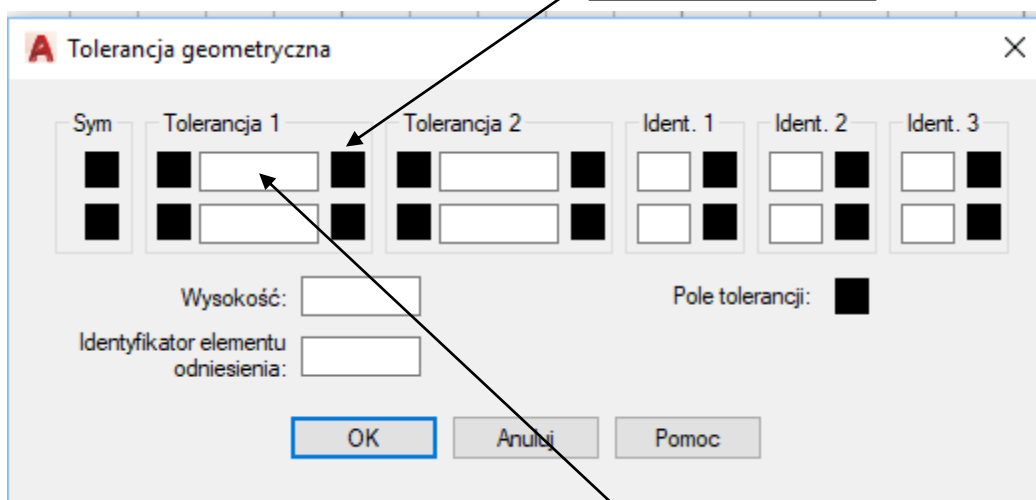 Tolerancja geometryczna
Sym Tolerancja 1 Tolerancja 2 Ident. 1 Ident. 2 Ident. 3
Wysokość: Pole tolerancji:
Identyfikator elementu
odniesienia:
OK Anuluj Pomoc